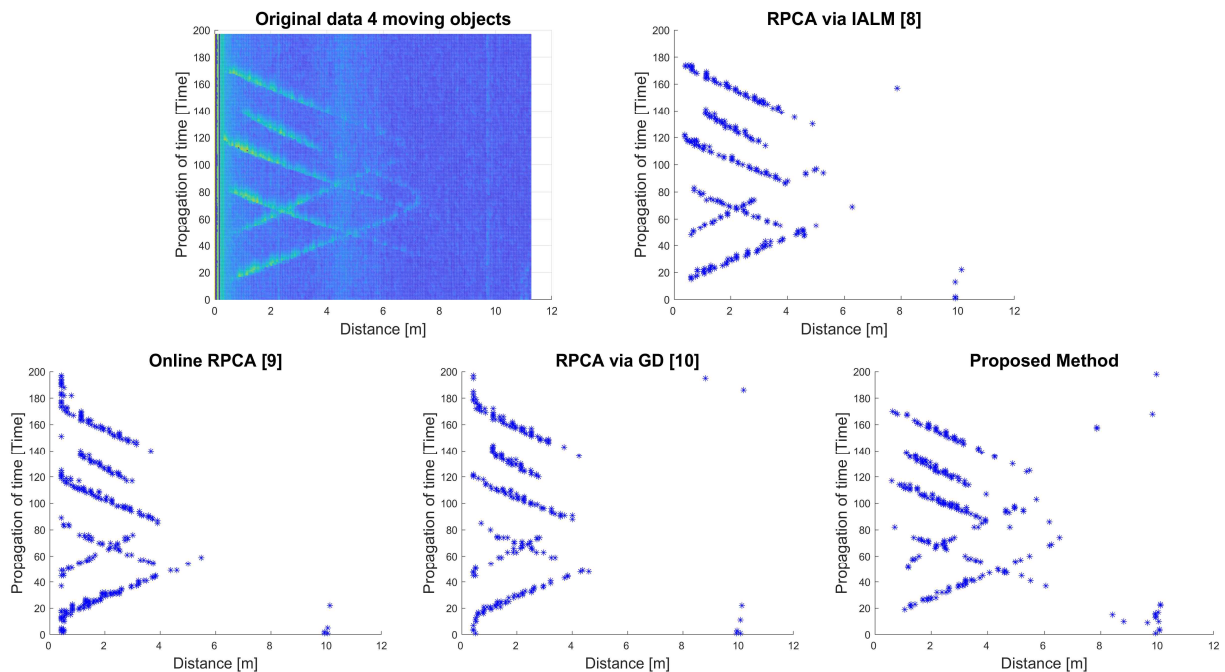 Original data 4 moving objects
Propagation of time [Time]
200
180
160
140
120
100
80
60
40
20
0
0 2 4 6 8 10 12
Distance [m]
RPCA via IALM [8]
Propagation of time [Time]
200
180
160
140
120
100
80
60
40
20
0
0 2 4 6 8 10 12
Distance [m]
Online RPCA [9]
Propagation of time [Time]
200
180
160
140
120
100
80
60
40
20
0
0 2 4 6 8 10 12
Distance [m]
RPCA via GD [10]
Propagation of time [Time]
200
180
160
140
120
100
80
60
40
20
0
0 2 4 6 8 10 12
Distance [m]
Proposed Method
Propagation of time [Time]
200
180
160
140
120
100
80
60
40
20
0
0 2 4 6 8 10 12
Distance [m]